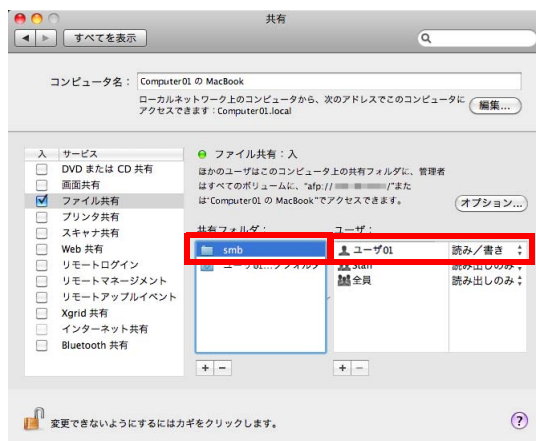 共有
すべてを表示
コンピュータ名： Computer01 の MacBook
ローカルネットワーク上のコンピュータから、次のアドレスでこのコンピュータに
アクセスできます：Computer01.local
編集...
入 サービス
DVD または CD 共有
画面共有
ファイル共有
プリンタ共有
スキャナ共有
Web 共有
リモートログイン
リモートマネージメント
リモートアップルイベント
Xgrid 共有
インターネット共有
Bluetooth 共有
ファイル共有：入
ほかのユーザはこのコンピュータ上の共有フォルダに、管理者
はすべてのボリュームに、"afp:// /"また
は"Computer01 の MacBook"でアクセスできます。
オプション...
共有フォルダ： ユーザ：
smb ユーザ01 読み／書き
ユーザ01...フォルダ Staff 読み出しのみ
全員 読み出しのみ
+ − + −
変更できないようにするにはカギをクリックします。
?